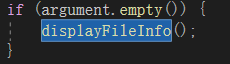 if (argument.empty()) {
    displayFileInfo();
}